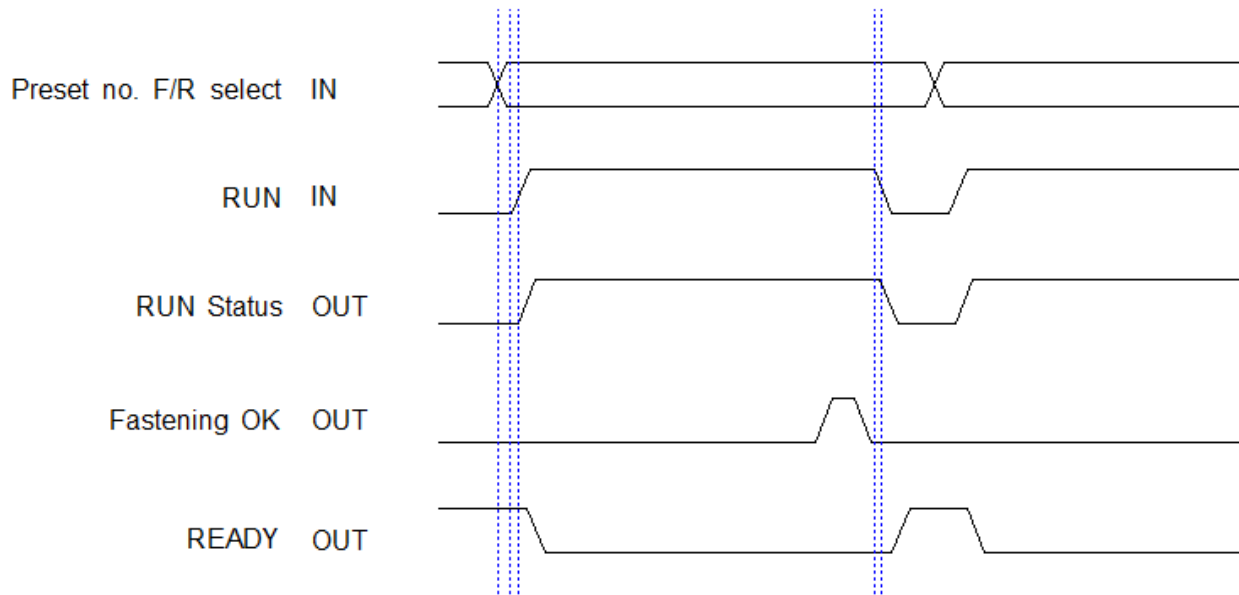 Preset no. F/R select IN
RUN IN
RUN Status OUT
Fastening OK OUT
READY OUT